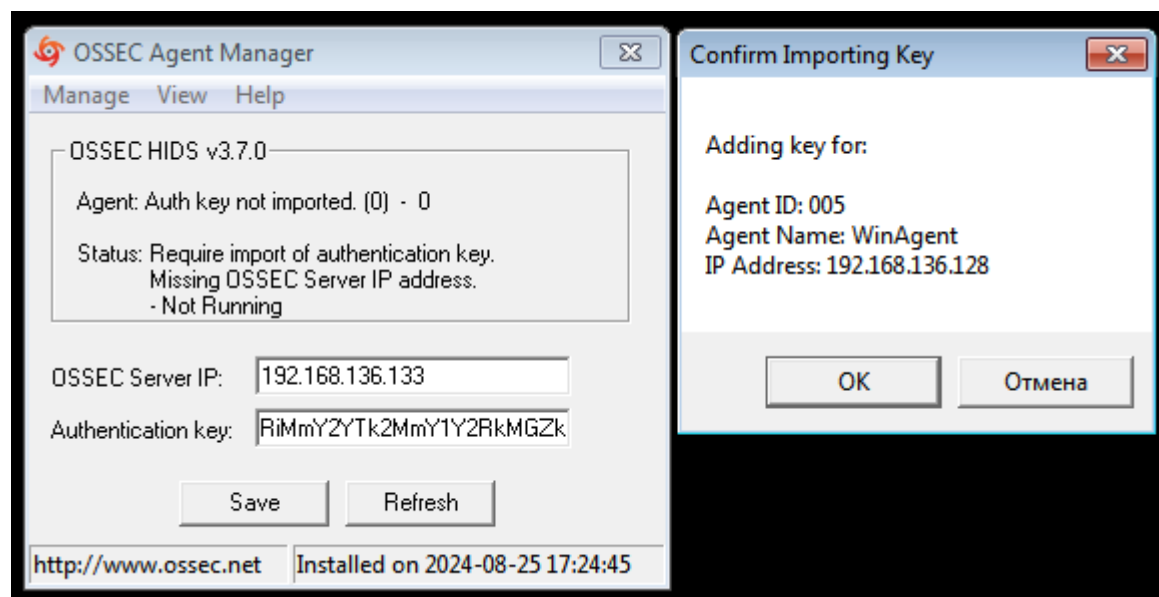 OSSEC Agent Manager
Manage View Help
OSSEC HIDS v3.7.0
Agent: Auth key not imported. (0) - 0
Status: Require import of authentication key.
Missing OSSEC Server IP address.
- Not Running
OSSEC Server IP: 192.168.136.133
Authentication key: RiMmY2YTk2MmY1Y2RkMGZk
Save Refresh
http://www.ossec.net Installed on 2024-08-25 17:24:45
Confirm Importing Key
Adding key for:
Agent ID: 005
Agent Name: WinAgent
IP Address: 192.168.136.128
OK Отмена